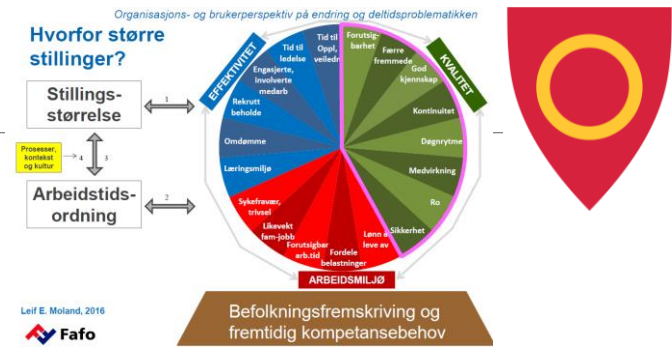 Organisasjons- og brukerperspektiv på endring og deltidsproblematikken
Hvorfor større
stillinger?
Stillings-
størrelse
1
Prosesser,
kontekst
og kultur
4
3
Arbeidstids-
ordning
2
EFFEKTIVITET
Tid til
Oppl,
veiledn
Tid til
ledelse
Engasjerte,
involverte
medarb
Rekrutt
beholde
Omdømme
Læringsmiljø
KVALITET
Forutsig-
barhet
Færre
fremmede
God
kjennskap
Kontinuitet
Døgnrytme
Medvirkning
Ro
Sikkerhet
Sykefravær,
trivsel
Likevekt
fam-jobb
Forutsigbar
arb.tid
Fordele
belastninger
Lønn å
leve av
ARBEIDSMILJØ
Befolkningsfremskriving og
fremtidig kompetansebehov
Leif E. Moland, 2016
Fafo